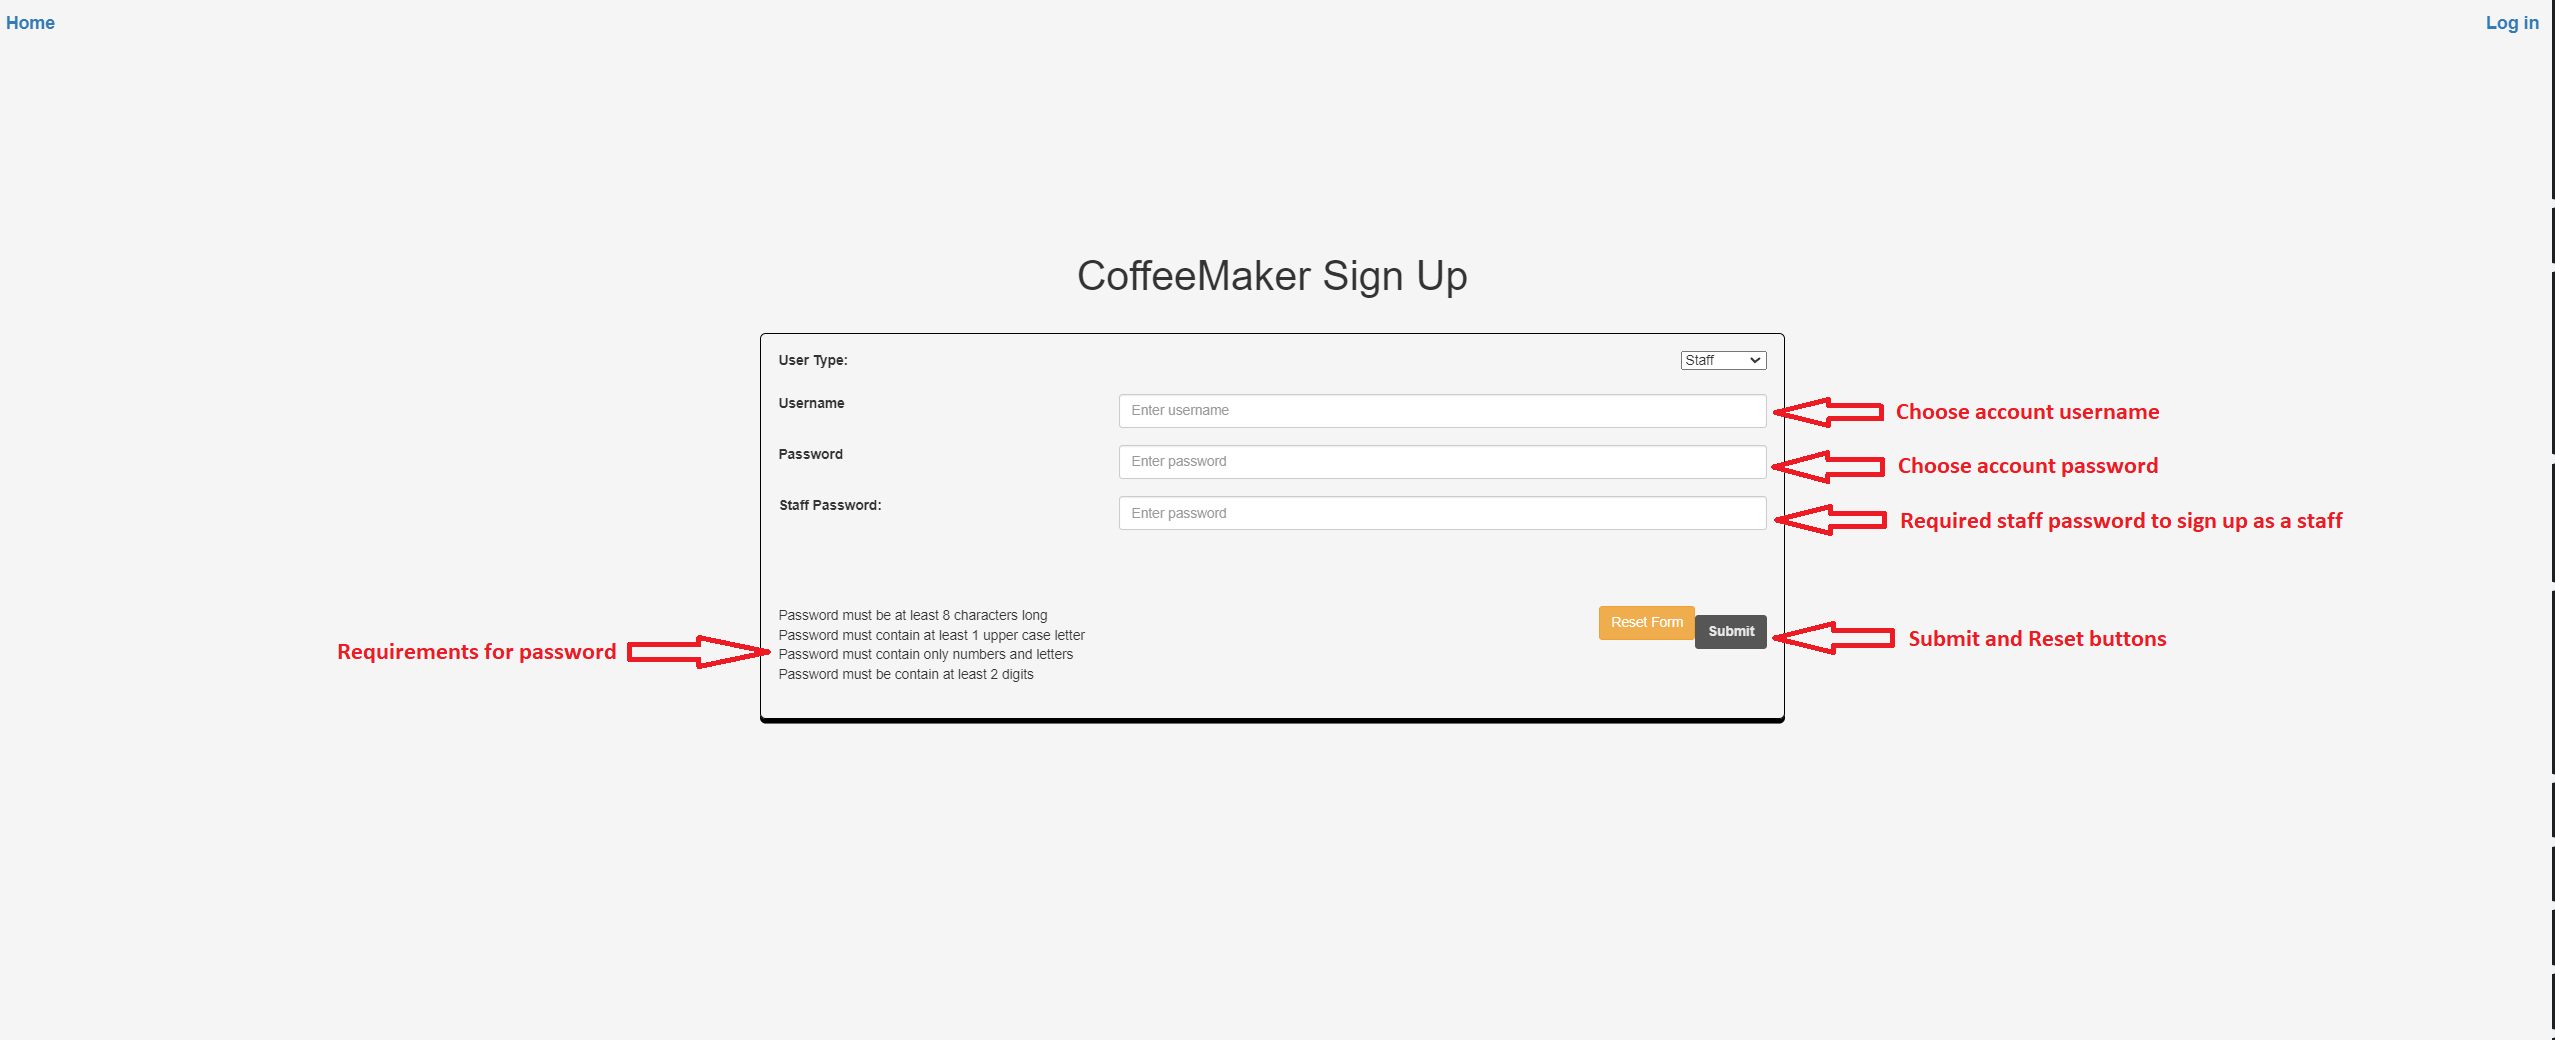 Home
Log in
CoffeeMaker Sign Up
User Type:
Staff
Username
Enter username
Choose account username
Password
Enter password
Choose account password
Staff Password:
Enter password
Required staff password to sign up as a staff
Requirements for password
Password must be at least 8 characters long
Password must contain at least 1 upper case letter
Password must contain only numbers and letters
Password must be contain at least 2 digits
Reset Form
Submit
Submit and Reset buttons